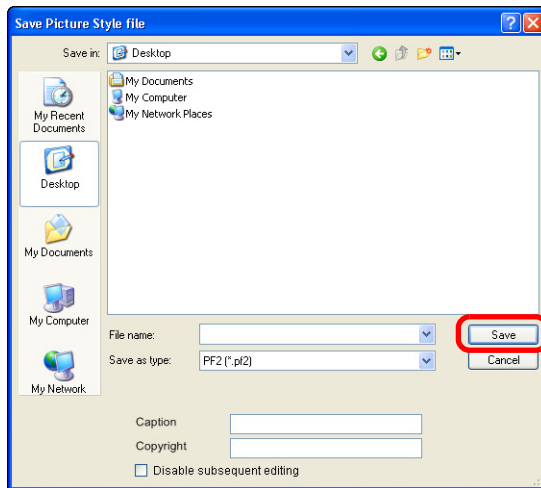 Save Picture Style file
Save in:
Desktop
My Recent
Documents
Desktop
My Documents
My Computer
My Network
My Documents
My Computer
My Network Places
File name:
Save
Save as type:
PF2 (*.pf2)
Cancel
Caption
Copyright
Disable subsequent editing